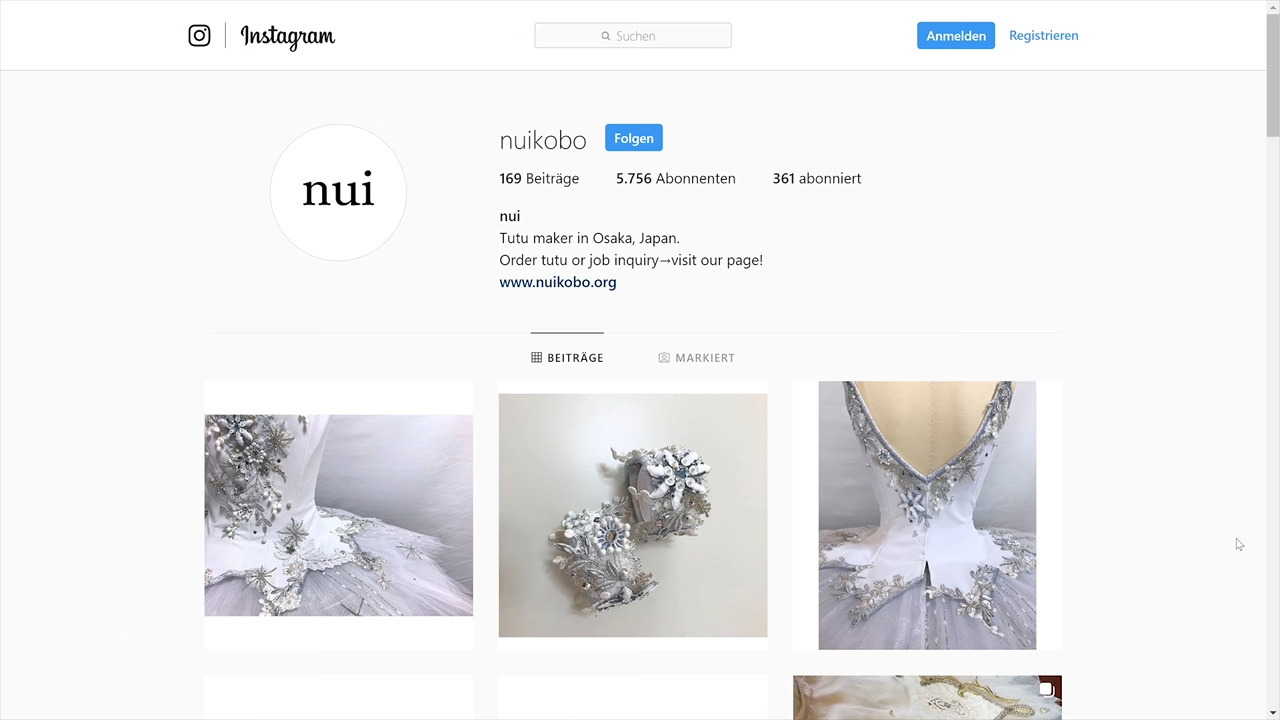 Instagram
Suchen
Anmelden
Registrieren
nui
nuikobo
Folgen
169 Beiträge
5.756 Abonnenten
361 abonniert
nui
Tutu maker in Osaka, Japan.
Order tutu or job inquiry→visit our page!
www.nuikobo.org
BEITRÄGE
MARKIERT